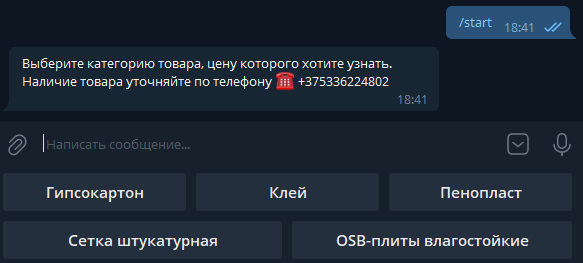 /start
18:41
Выберите категорию товара, цену которого хотите узнать.
Наличие товара уточняйте по телефону ☎️ +375336224802
18:41
Написать сообщение...
Гипсокартон
Клей
Пенопласт
Сетка штукатурная
OSB-плиты влагостойкие